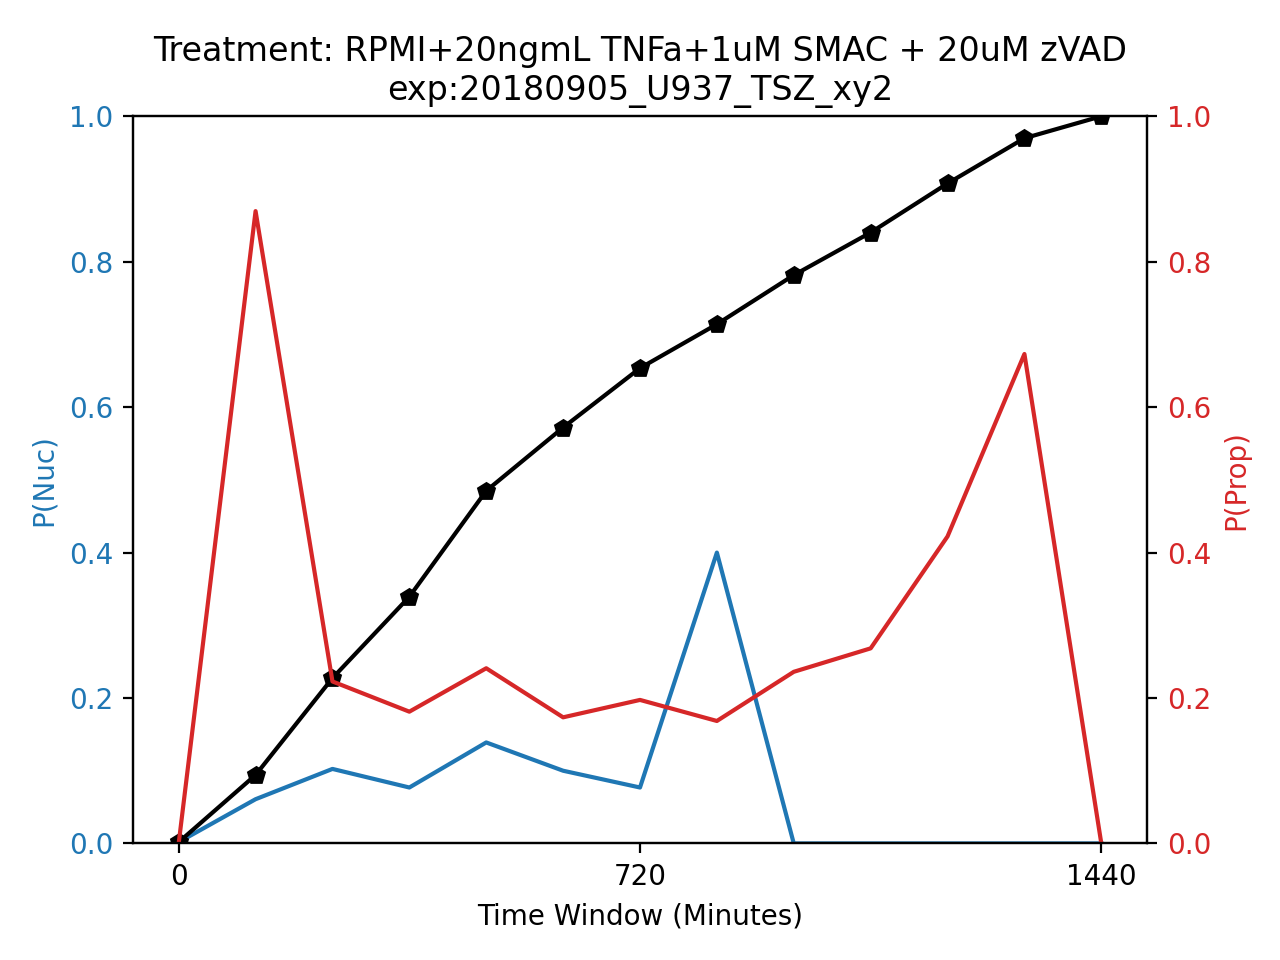 Treatment: RPMI+20ngmL TNFa+1uM SMAC + 20uM zVAD
exp:20180905_U937_TSZ_xy2
1.0
0.8
0.6
0.4
0.2
0.0
P(Nuc)
1.0
0.8
0.6
0.4
0.2
0.0
P(Prop)
0 720 1440
Time Window (Minutes)